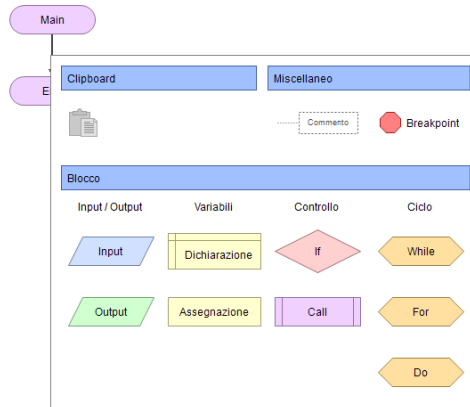 Main
E
Clipboard
Miscellaneo
Commento
Breakpoint
Blocco
Input / Output
Variabili
Controllo
Ciclo
Input
Dichiarazione
If
While
Output
Assegnazione
Call
For
Do